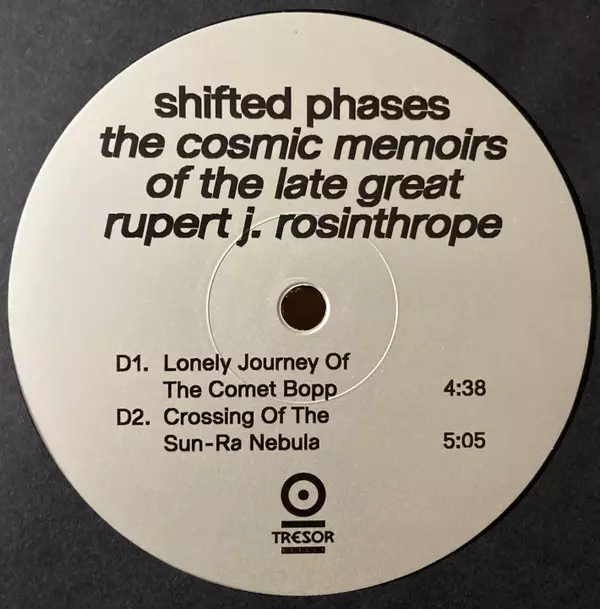 shifted phases
the cosmic memoirs
of the late great
rupert j. rosinthrope
D1. Lonely Journey Of
The Comet Bopp 4:38
D2. Crossing Of The
Sun-Ra Nebula 5:05
TRESOR
BERLIN